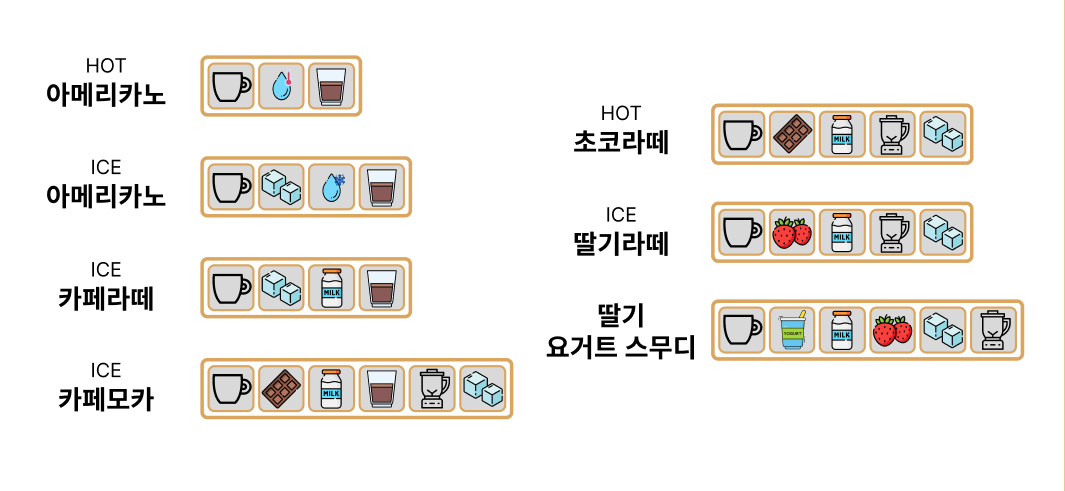 HOT
아메리카노
ICE
아메리카노
ICE
카페라떼
MILK
ICE
카페모카
MILK
HOT
초코라떼
MILK
ICE
딸기라떼
MILK
딸기
요거트 스무디
YOGURT
MILK